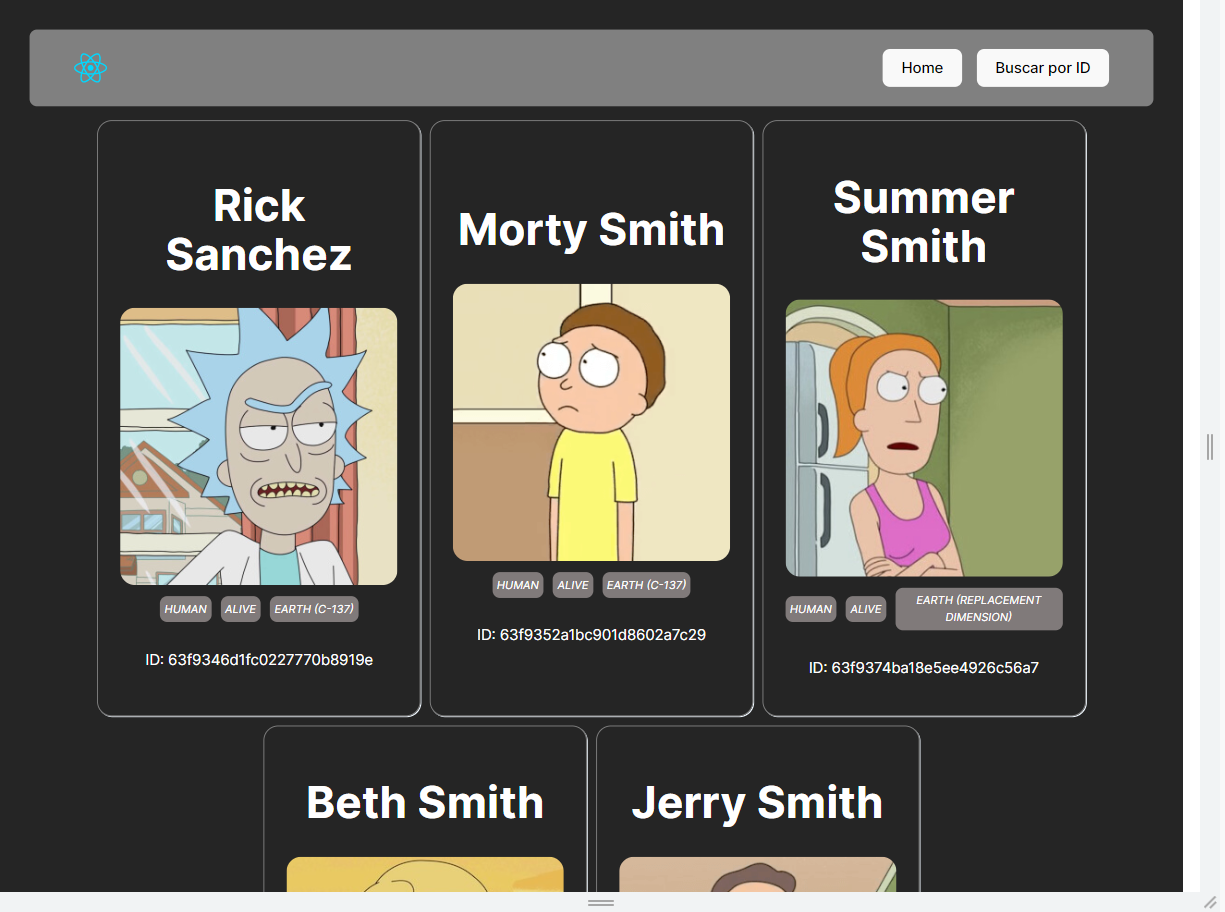 Home
Buscar por ID
Rick
Sanchez
HUMAN
ALIVE
EARTH (C-137)
ID: 63f9346d1fc0227770b8919e
Morty Smith
HUMAN
ALIVE
EARTH (C-137)
ID: 63f9352a1bc901d8602a7c29
Summer
Smith
HUMAN
ALIVE
EARTH (REPLACEMENT
DIMENSION)
ID: 63f9374ba18e5ee4926c56a7
Beth Smith
Jerry Smith